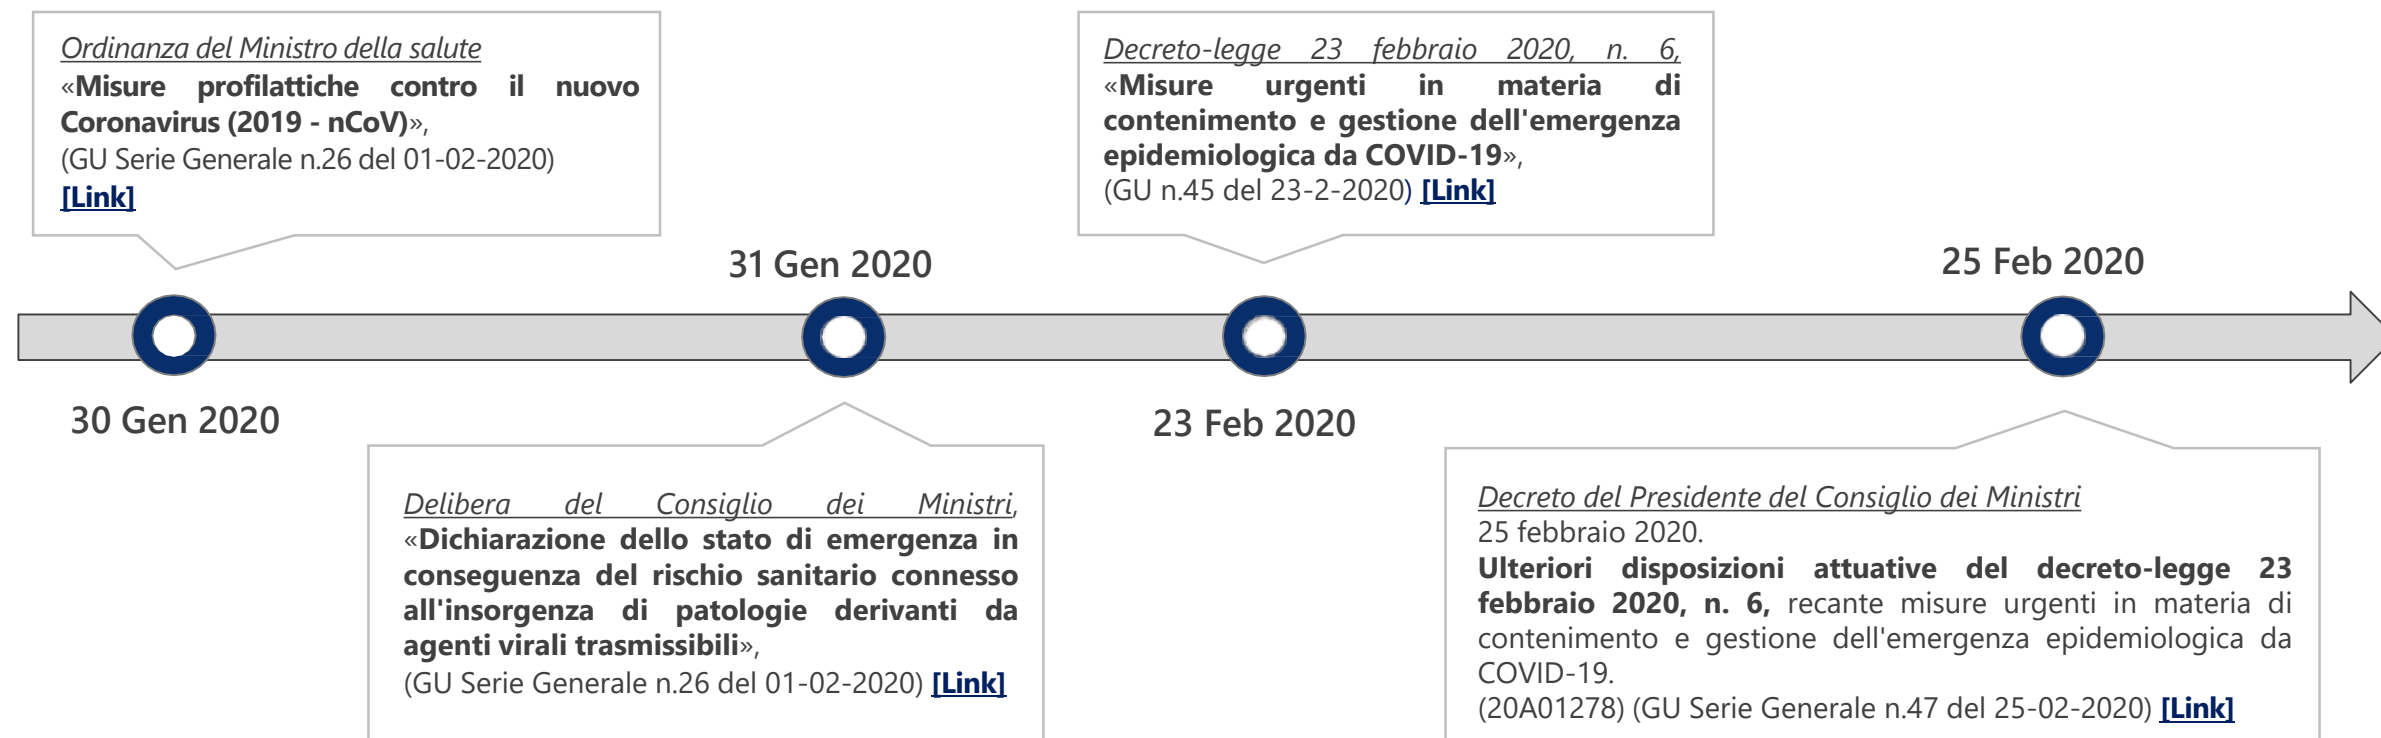 Ordinanza del Ministro della salute
«Misure profilattiche contro il nuovo
Coronavirus (2019 - nCoV)»,
(GU Serie Generale n.26 del 01-02-2020)
[Link]
30 Gen 2020
31 Gen 2020
Delibera del Consiglio dei Ministri,
«Dichiarazione dello stato di emergenza in
conseguenza del rischio sanitario connesso
all'insorgenza di patologie derivanti da
agenti virali trasmissibili»,
(GU Serie Generale n.26 del 01-02-2020) [Link]
Decreto-legge 23 febbraio 2020, n. 6,
«Misure urgenti in materia di
contenimento e gestione dell'emergenza
epidemiologica da COVID-19»,
(GU n.45 del 23-2-2020) [Link]
23 Feb 2020
25 Feb 2020
Decreto del Presidente del Consiglio dei Ministri
25 febbraio 2020.
Ulteriori disposizioni attuative del decreto-legge 23
febbraio 2020, n. 6, recante misure urgenti in materia di
contenimento e gestione dell'emergenza epidemiologica da
COVID-19.
(20A01278) (GU Serie Generale n.47 del 25-02-2020) [Link]